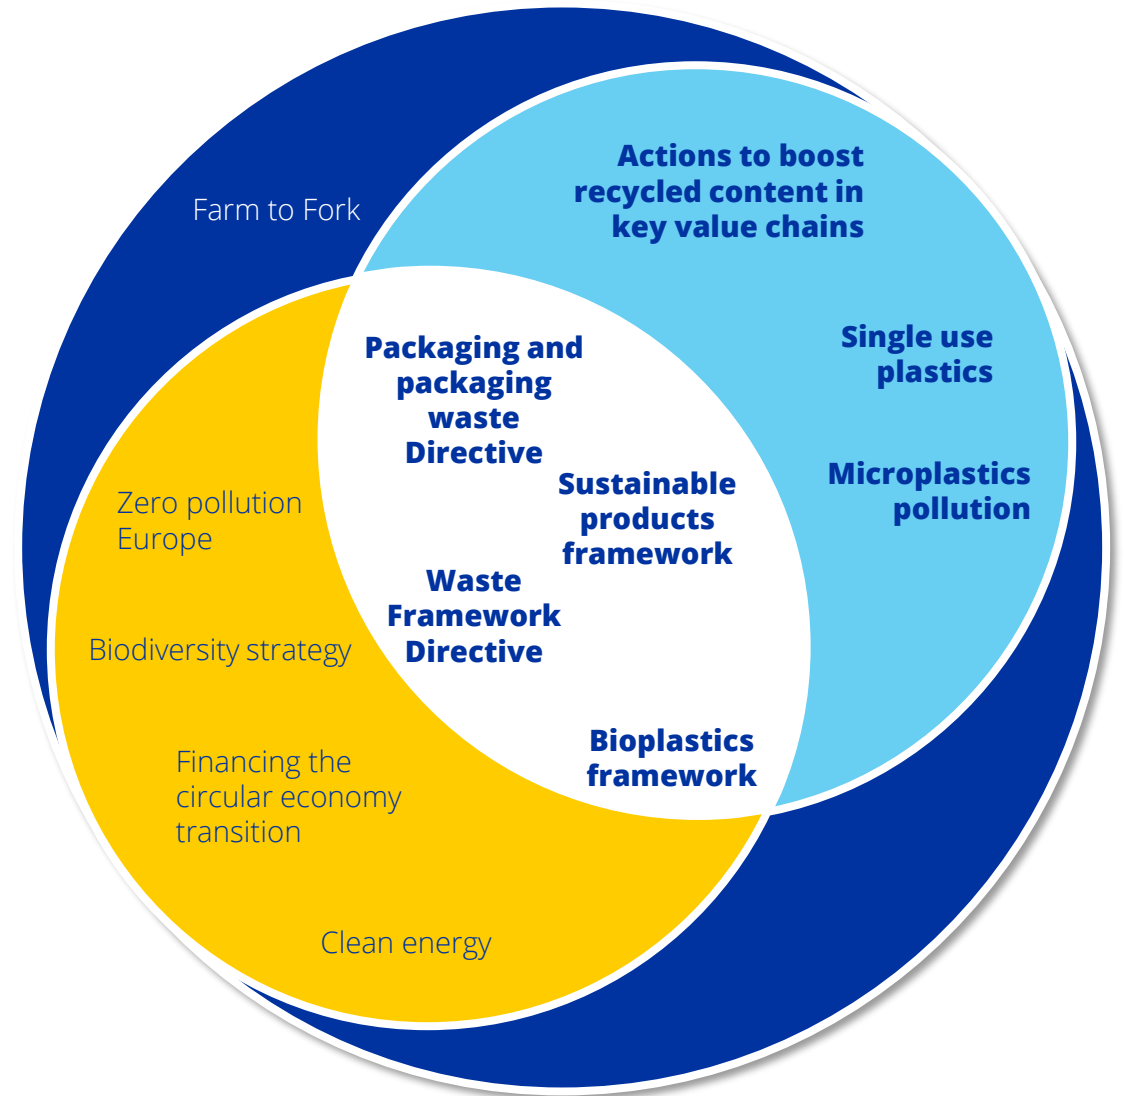 Actions to boost
recycled content in
key value chains
Farm to Fork
Single use
plastics
Packaging and
packaging
waste
Directive
Microplastics
pollution
Sustainable
products
framework
Zero pollution
Europe
Waste
Framework
Directive
Biodiversity strategy
Bioplastics
framework
Financing the
circular economy
transition
Clean energy